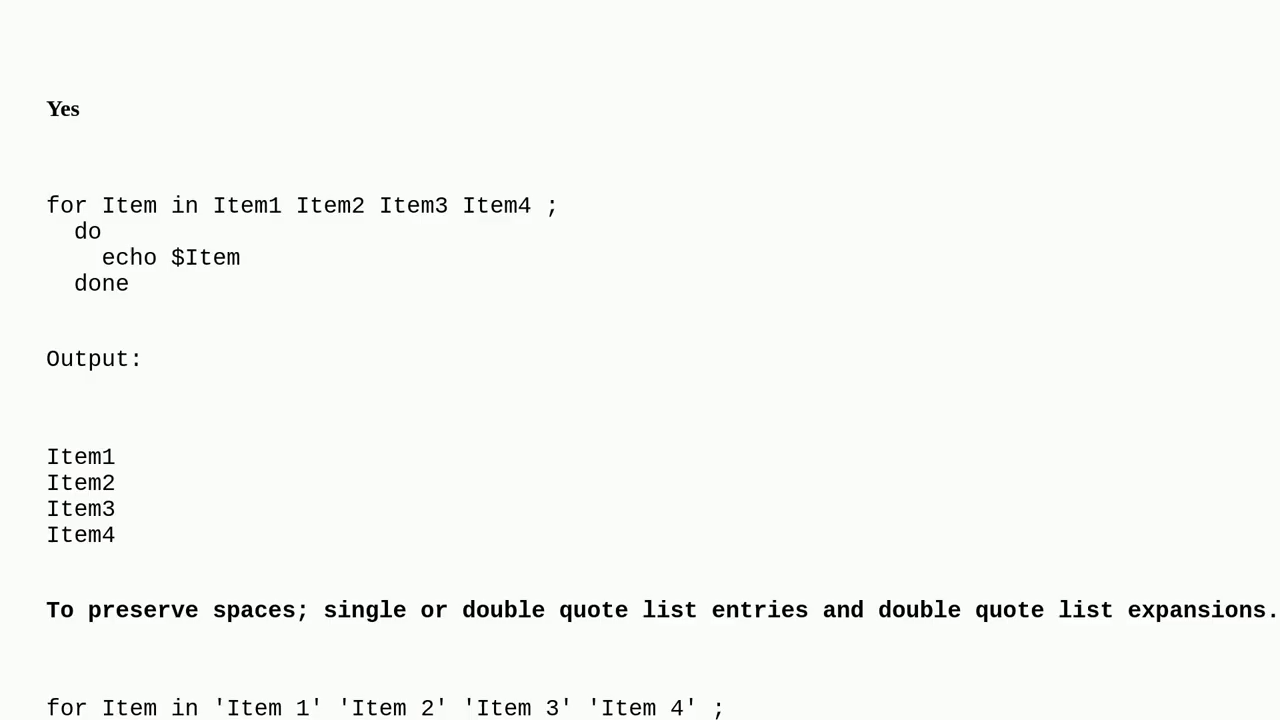 Yes
for Item in Item1 Item2 Item3 Item4 ;
  do
    echo $Item
  done
Output:
Item1
Item2
Item3
Item4
To preserve spaces; single or double quote list entries and double quote list expansions.
for Item in 'Item 1' 'Item 2' 'Item 3' 'Item 4' ;